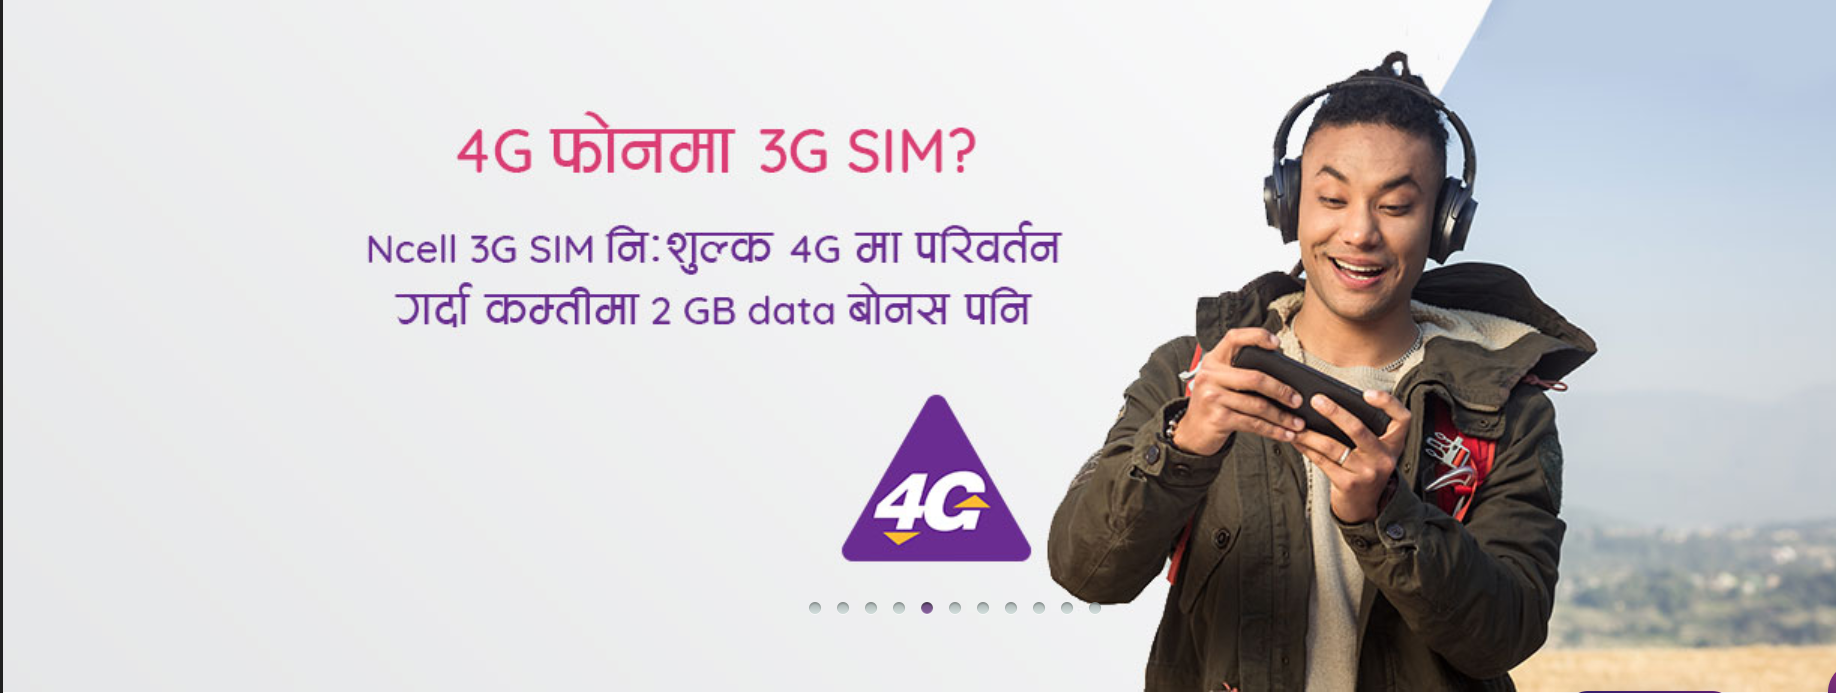 4G फोनमा 3G SIM?
Ncell 3G SIM नि:शुल्क 4G मा परिवर्तन
गर्दा कम्तीमा 2 GB data बोनस पनि
4G